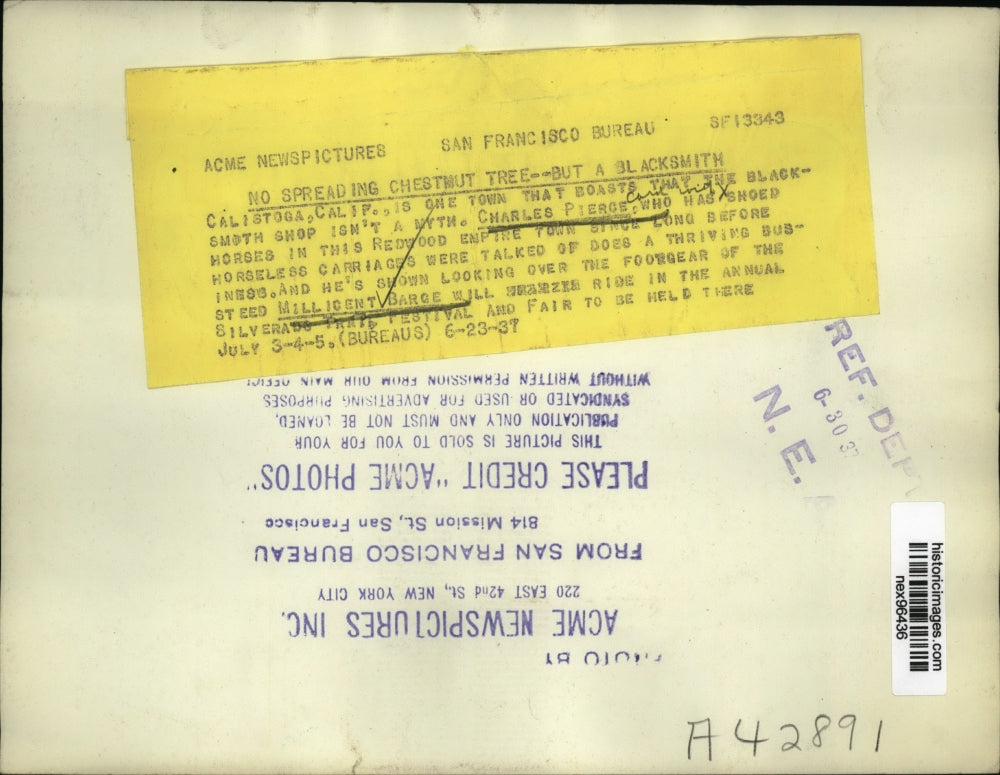 ACME NEWSPICTURES SAN FRANCISCO BUREAU SF13343
NO SPREADING CHESTNUT TREE--BUT A BLACKSMITH
CALISTOGA, CALIF., IS ONE TOWN THAT BOASTS THAT THE BLACK-
SMOTH SHOP ISN'T A MYTH. CHARLES PIERCE, WHO HAS SHOED
HORSES IN THIS REDWOOD EMPIRE TOWN SINCE LONG BEFORE
HORSELESS CARRIAGES WERE TALKED OF DOES A THRIVING BUS-
INESS. AND HE'S SHOWN LOOKING OVER THE FOOTGEAR OF THE
STEED MILLICENT BARGE WILL RIDE IN THE ANNUAL
SILVERADO TRAIL FESTIVAL AND FAIR TO BE HELD THERE
JULY 3-4-5. (BUREAUS) 6-23-37
REF. DEPT
6-30 37
N. E. A
PHOTO BY
ACME NEWSPICTURES INC.
220 EAST 42nd St., NEW YORK CITY
FROM SAN FRANCISCO BUREAU
814 Mission St., San Francisco
PLEASE CREDIT "ACME PHOTOS"
THIS PICTURE IS SOLD TO YOU FOR YOUR
PUBLICATION ONLY AND MUST NOT BE LOANED,
SYNDICATED OR USED FOR ADVERTISING PURPOSES
WITHOUT WRITTEN PERMISSION FROM OUR MAIN OFFICE
historicimages.com
nex96436
A42891